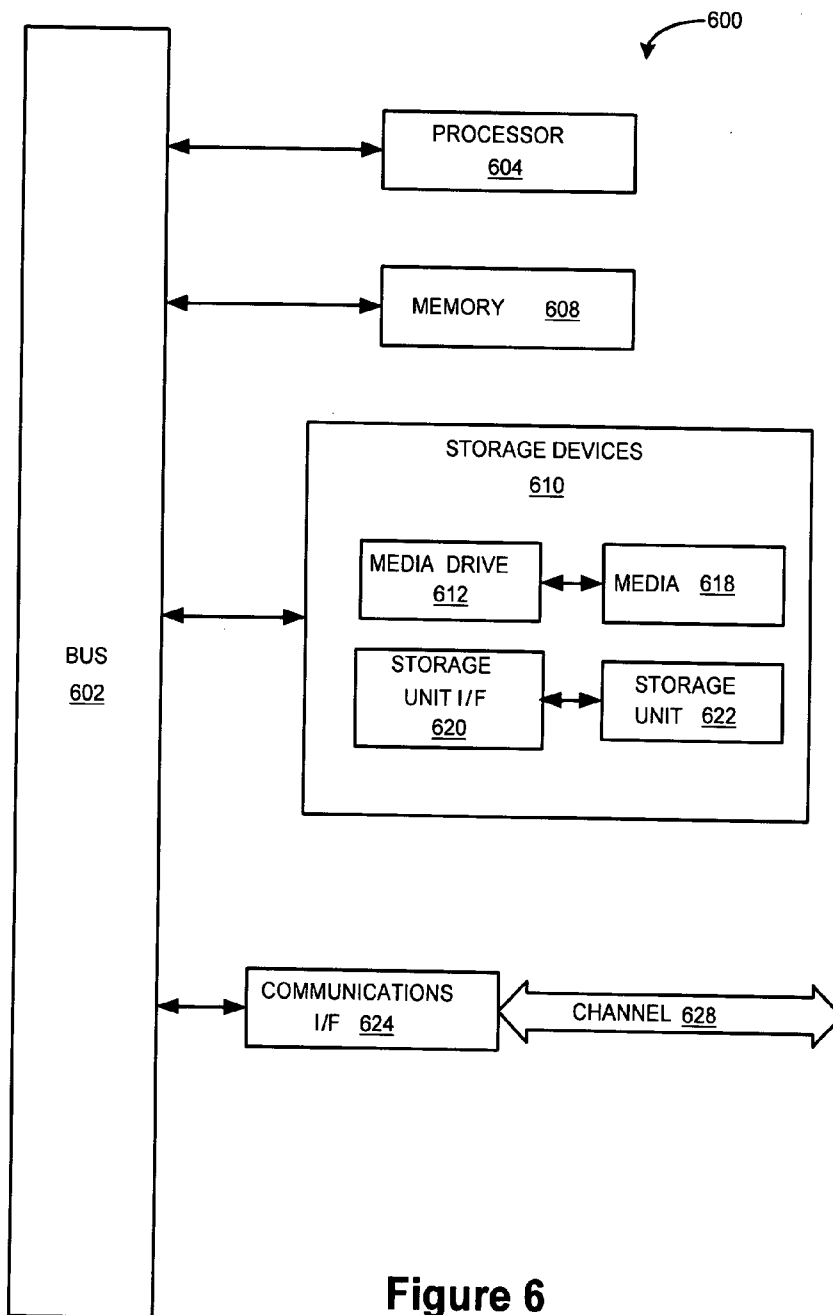 600
PROCESSOR
604
MEMORY 608
STORAGE DEVICES
610
MEDIA DRIVE
612
MEDIA 618
BUS
602
STORAGE
UNIT I/F
620
STORAGE
UNIT 622
COMMUNICATIONS
I/F 624
CHANNEL 628
Figure 6